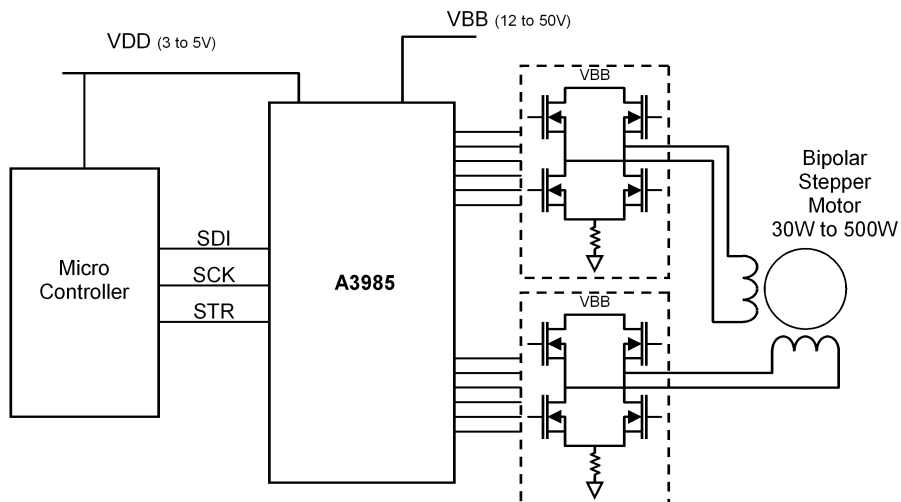 VDD (3 to 5V)
VBB (12 to 50V)
VBB
Bipolar
Stepper
Motor
30W to 500W
Micro
Controller
SDI
SCK
STR
A3985
VBB